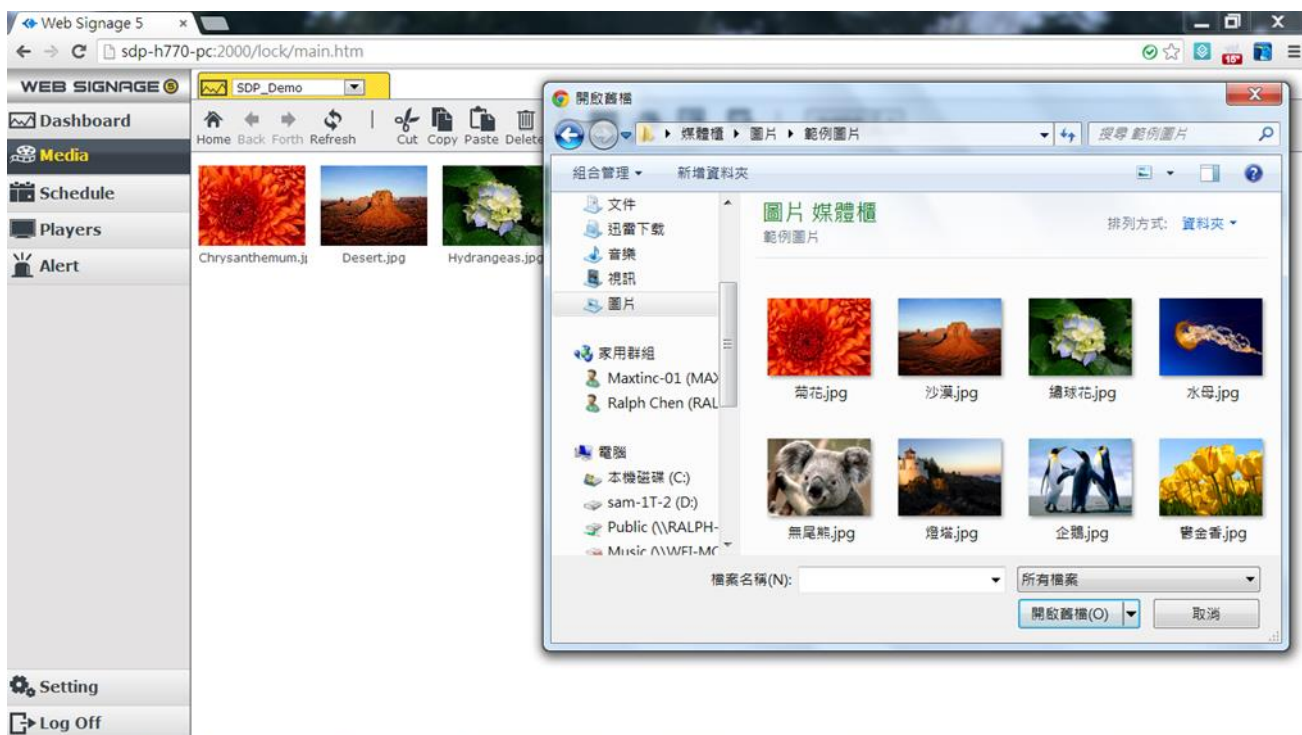 Web Signage 5
sdp-h770-pc:2000/lock/main.htm
15°
WEB SIGNAGE 5
SDP_Demo
Dashboard
Media
Schedule
Players
Alert
Setting
Log Off
Home Back Forth Refresh Cut Copy Paste Delete
Chrysanthemum.j
Desert.jpg
Hydrangeas.jpg
開啟舊檔
媒體櫃 圖片 範例圖片
搜尋 範例圖片
組合管理 新增資料夾
文件
迅雷下载
音樂
視訊
圖片
家用群組
Maxtinc-01 (MAX
Ralph Chen (RAL
電腦
本機磁碟 (C:)
sam-1T-2 (D:)
Public (\\RALPH-
Music (\\WEI-MC
圖片 媒體櫃
範例圖片
排列方式: 資料夾
菊花.jpg
沙漠.jpg
繡球花.jpg
水母.jpg
無尾熊.jpg
燈塔.jpg
企鵝.jpg
鬱金香.jpg
檔案名稱(N):
所有檔案
開啟舊檔(O)
取消